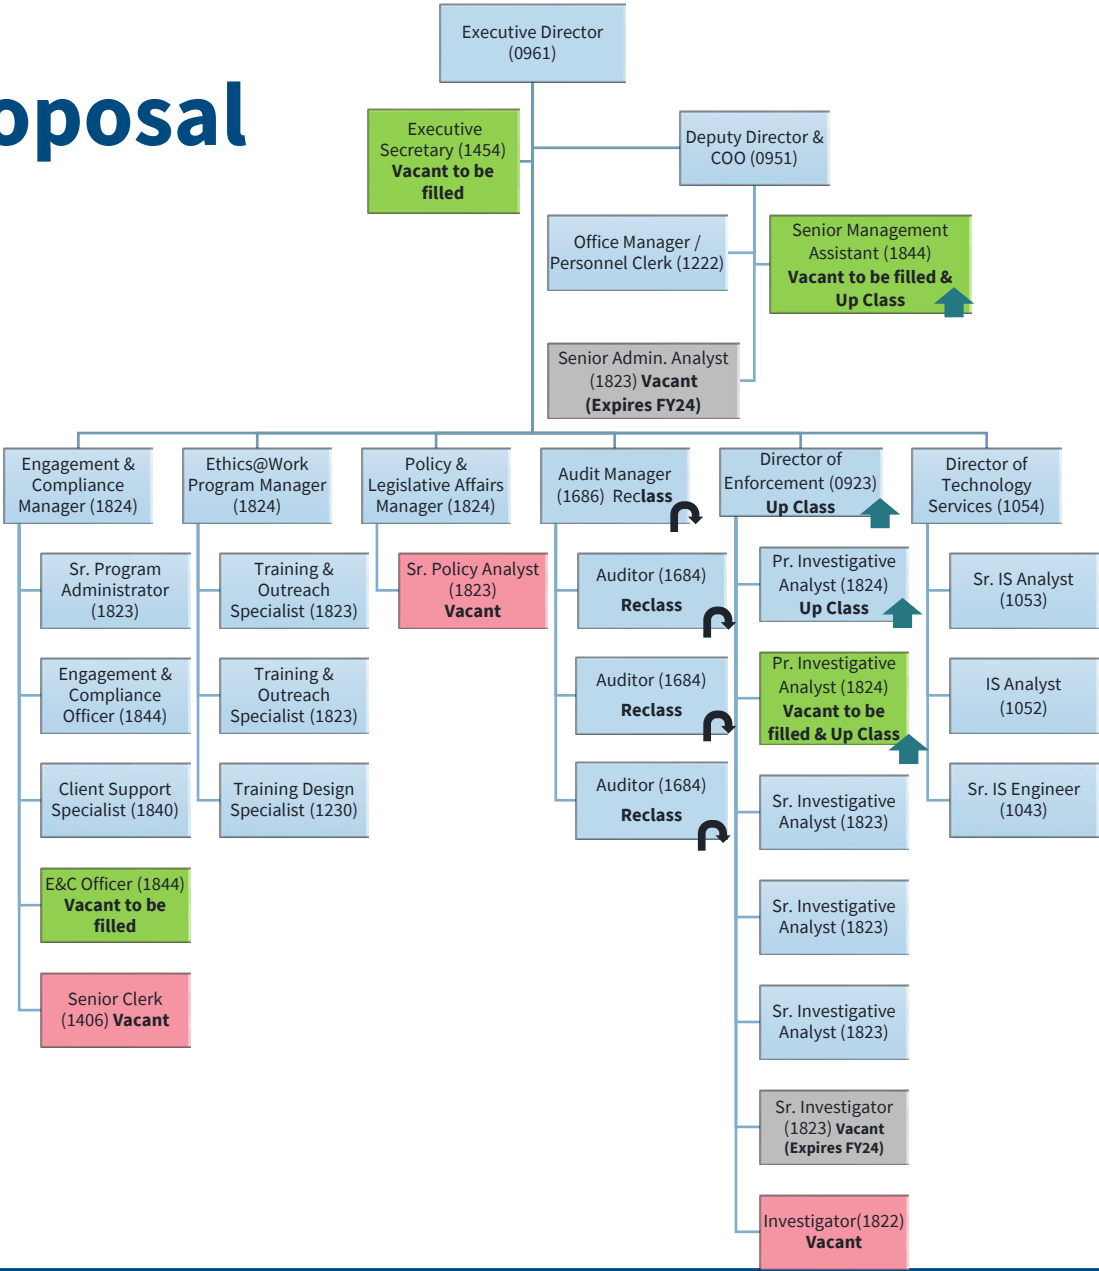 oposal
Executive Director
(0961)
Executive
Secretary (1454)
Vacant to be
filled
Deputy Director &
COO (0951)
Office Manager /
Personnel Clerk (1222)
Senior Management
Assistant (1844)
Vacant to be filled &
Up Class
Senior Admin. Analyst
(1823) Vacant
(Expires FY24)
Engagement &
Compliance
Manager (1824)
Sr. Program
Administrator
(1823)
Engagement &
Compliance
Officer (1844)
Client Support
Specialist (1840)
E&C Officer (1844)
Vacant to be
filled
Senior Clerk
(1406) Vacant
Ethics@Work
Program Manager
(1824)
Training &
Outreach
Specialist (1823)
Training &
Outreach
Specialist (1823)
Training Design
Specialist (1230)
Policy &
Legislative Affairs
Manager (1824)
Sr. Policy Analyst
(1823)
Vacant
Audit Manager
(1686) Reclass
Auditor (1684)
Reclass
Auditor (1684)
Reclass
Auditor (1684)
Reclass
Director of
Enforcement (0923)
Up Class
Pr. Investigative
Analyst (1824)
Up Class
Pr. Investigative
Analyst (1824)
Vacant to be
filled & Up Class
Sr. Investigative
Analyst (1823)
Sr. Investigative
Analyst (1823)
Sr. Investigative
Analyst (1823)
Sr. Investigator
(1823) Vacant
(Expires FY24)
Investigator(1822)
Vacant
Director of
Technology
Services (1054)
Sr. IS Analyst
(1053)
IS Analyst
(1052)
Sr. IS Engineer
(1043)